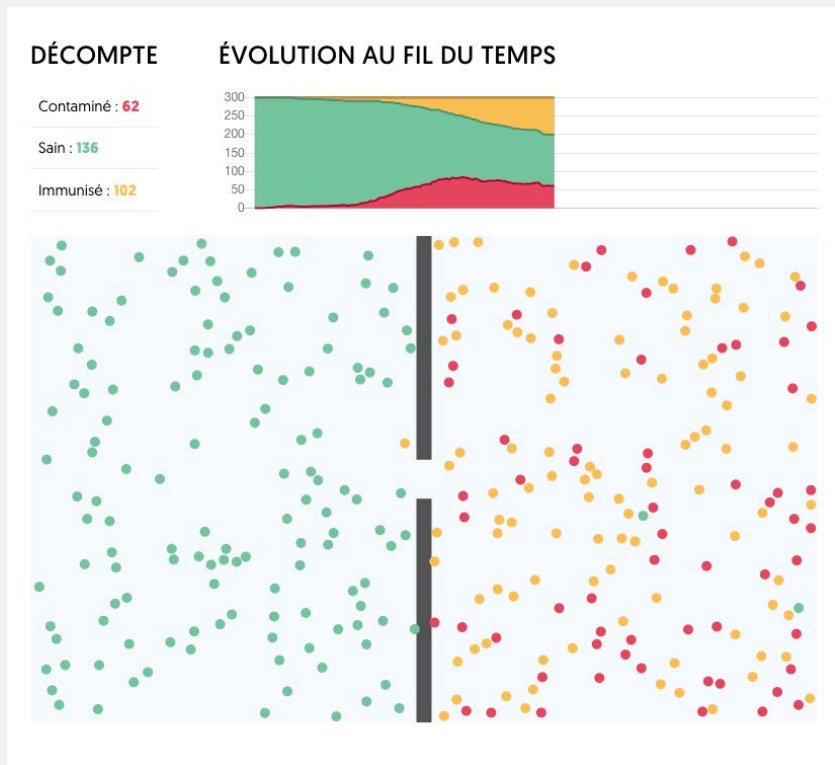 DÉCOMPTE
Contaminé : 62
Sain : 136
Immunisé : 102
ÉVOLUTION AU FIL DU TEMPS
300
250
200
150
100
50
0